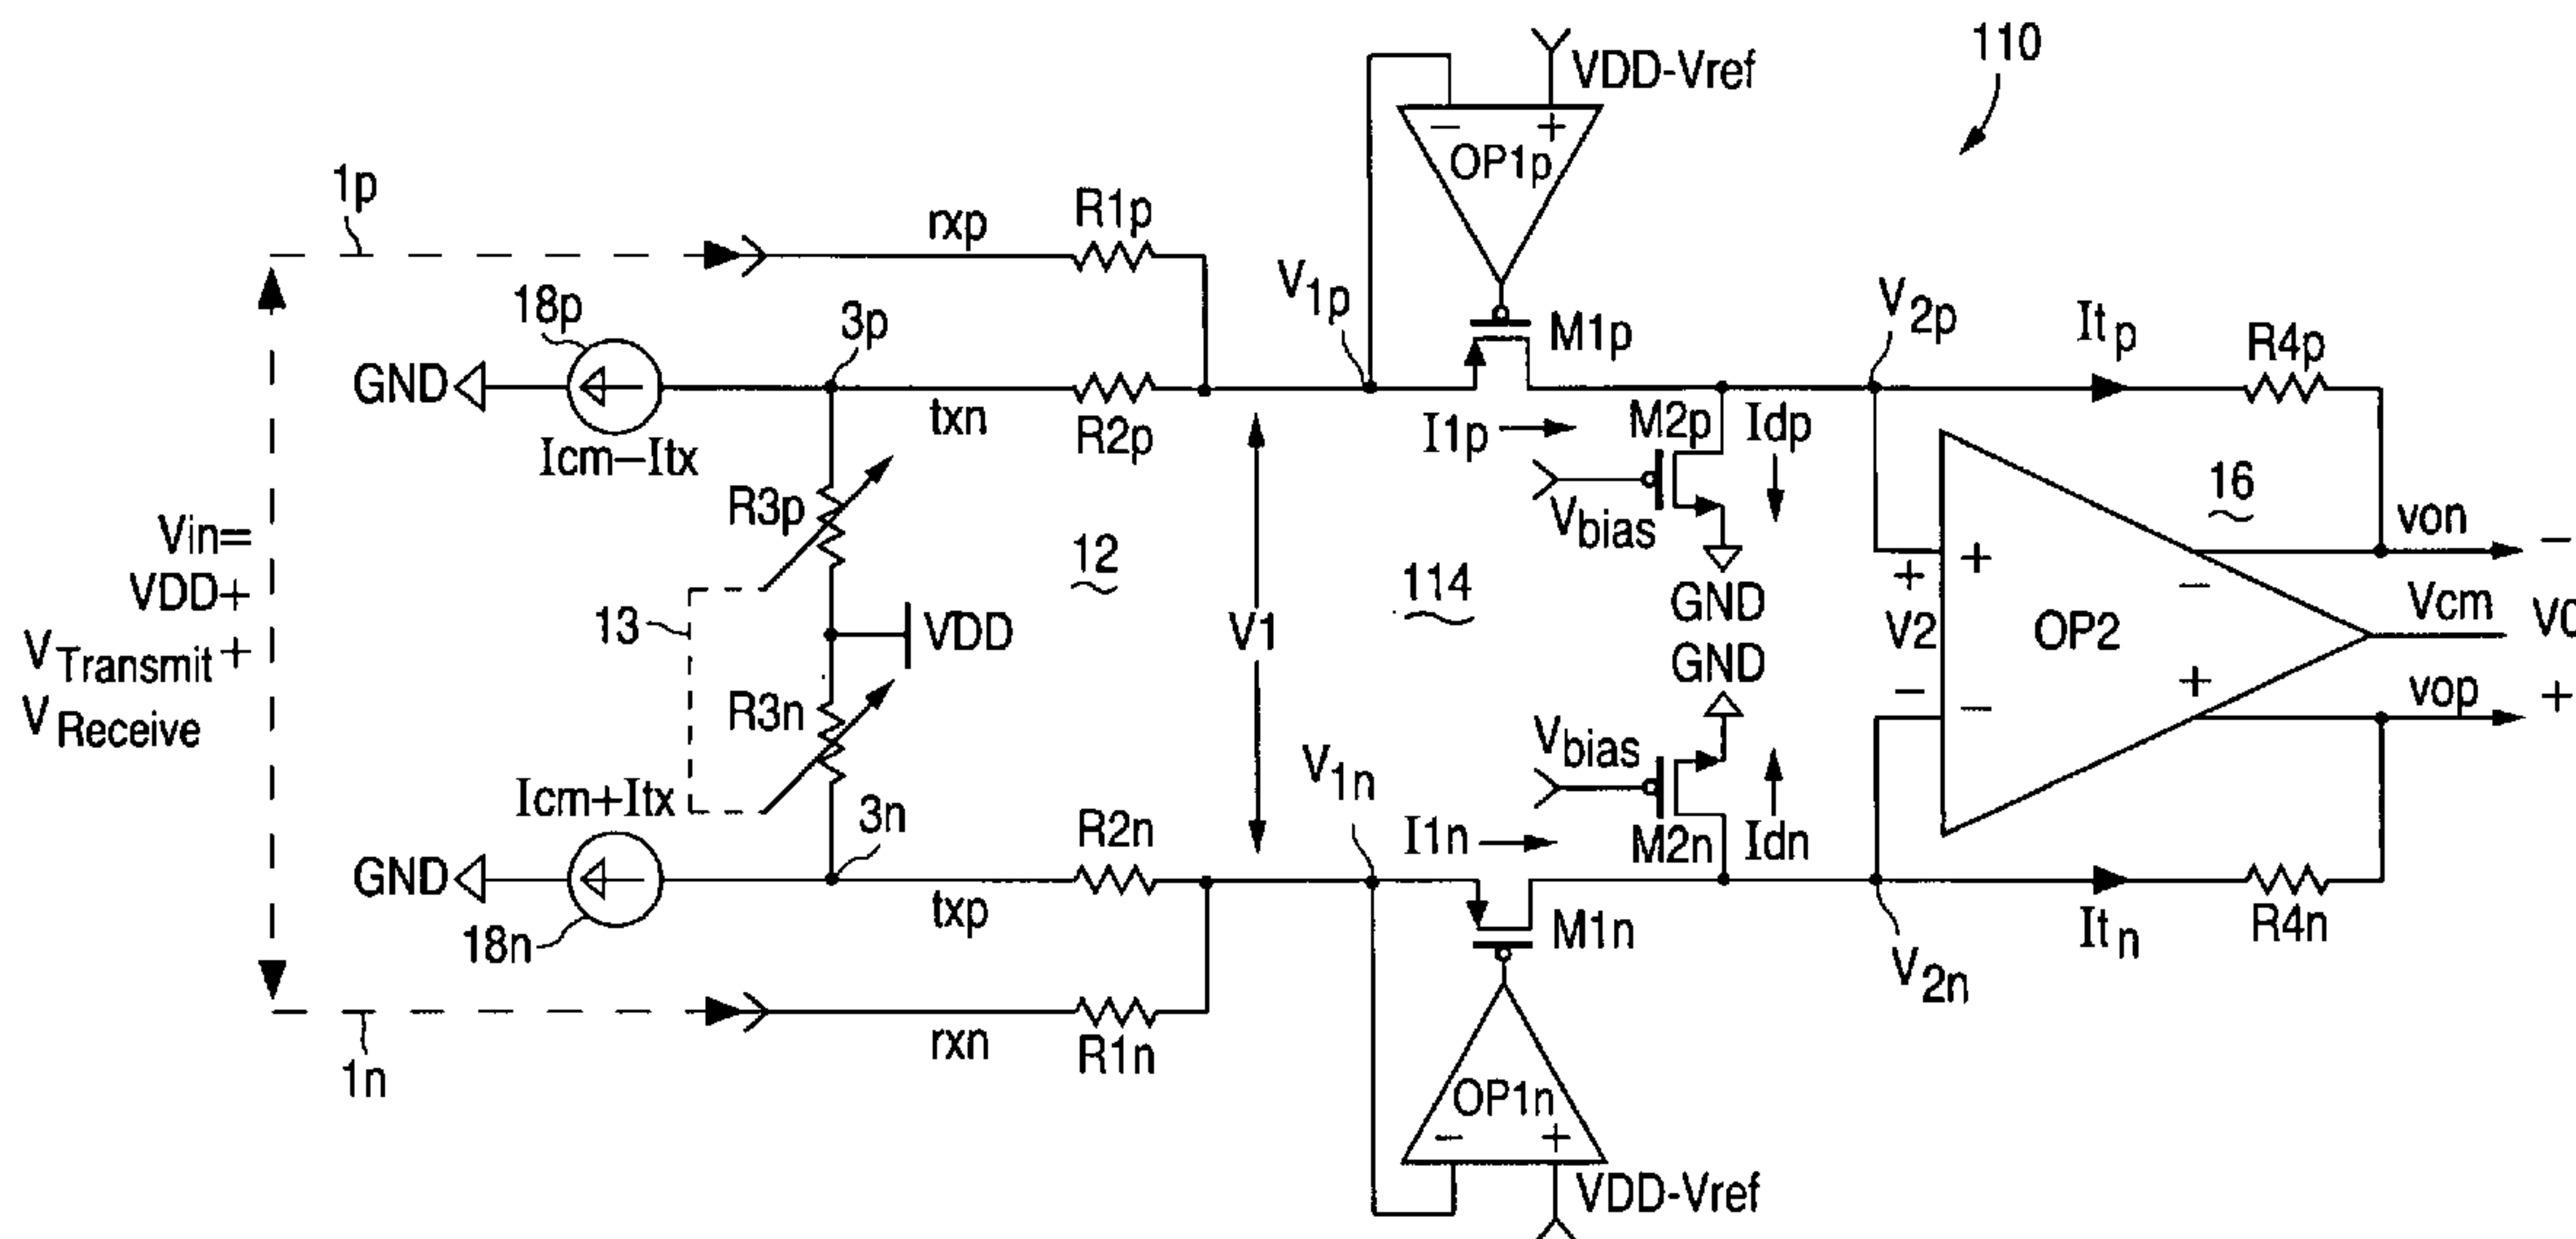 110
VDD-Vref
- +
OP1p
1p
rxp
R1p
V1p
M1p
V2p
Itp
R4p
18p
3p
GND
txn
R2p
I1p
M2p
Idp
Icm-Itx
Vbias
16
von
-
R3p
12
+
+
-
GND
Vin=
VDD+
VTransmit+
VReceive
13
VDD
V1
114
V2
OP2
Vcm
V0
GND
-
-
+
vop
+
R3n
Vbias
V1n
Icm+Itx
3n
R2n
I1n
M2n
Idn
GND
txp
M1n
Itn
R4n
18n
V2n
rxn
R1n
1n
OP1n
- +
VDD-Vref